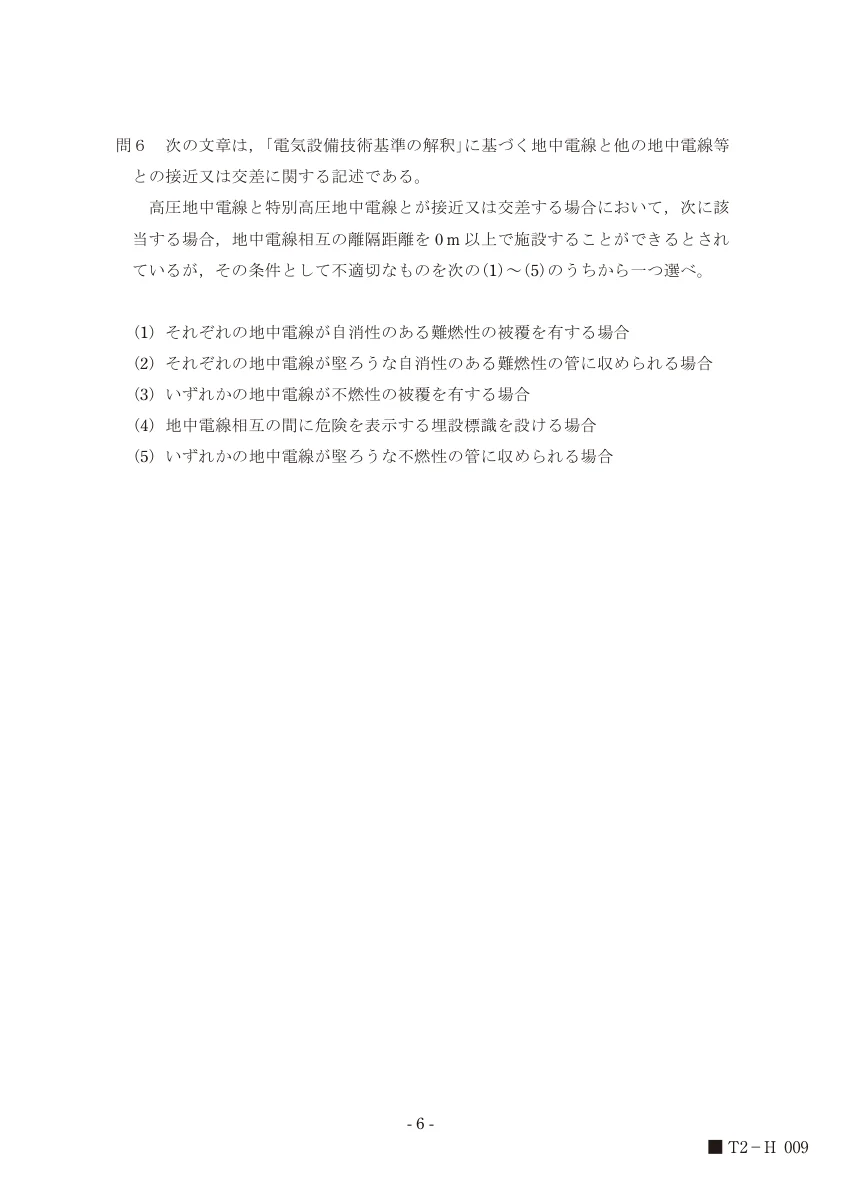 問6　次の文章は，「電気設備技術基準の解釈」に基づく地中電線と他の地中電線等
との接近又は交差に関する記述である。
高圧地中電線と特別高圧地中電線とが接近又は交差する場合において，次に該
当する場合，地中電線相互の離隔距離を 0 m 以上で施設することができるとされ
ているが，その条件として不適切なものを次の(1)～(5)のうちから一つ選べ。
(1) それぞれの地中電線が自消性のある難燃性の被覆を有する場合
(2) それぞれの地中電線が堅ろうな自消性のある難燃性の管に収められる場合
(3) いずれかの地中電線が不燃性の被覆を有する場合
(4) 地中電線相互の間に危険を表示する埋設標識を設ける場合
(5) いずれかの地中電線が堅ろうな不燃性の管に収められる場合
- 6 -
■ T2－H 009